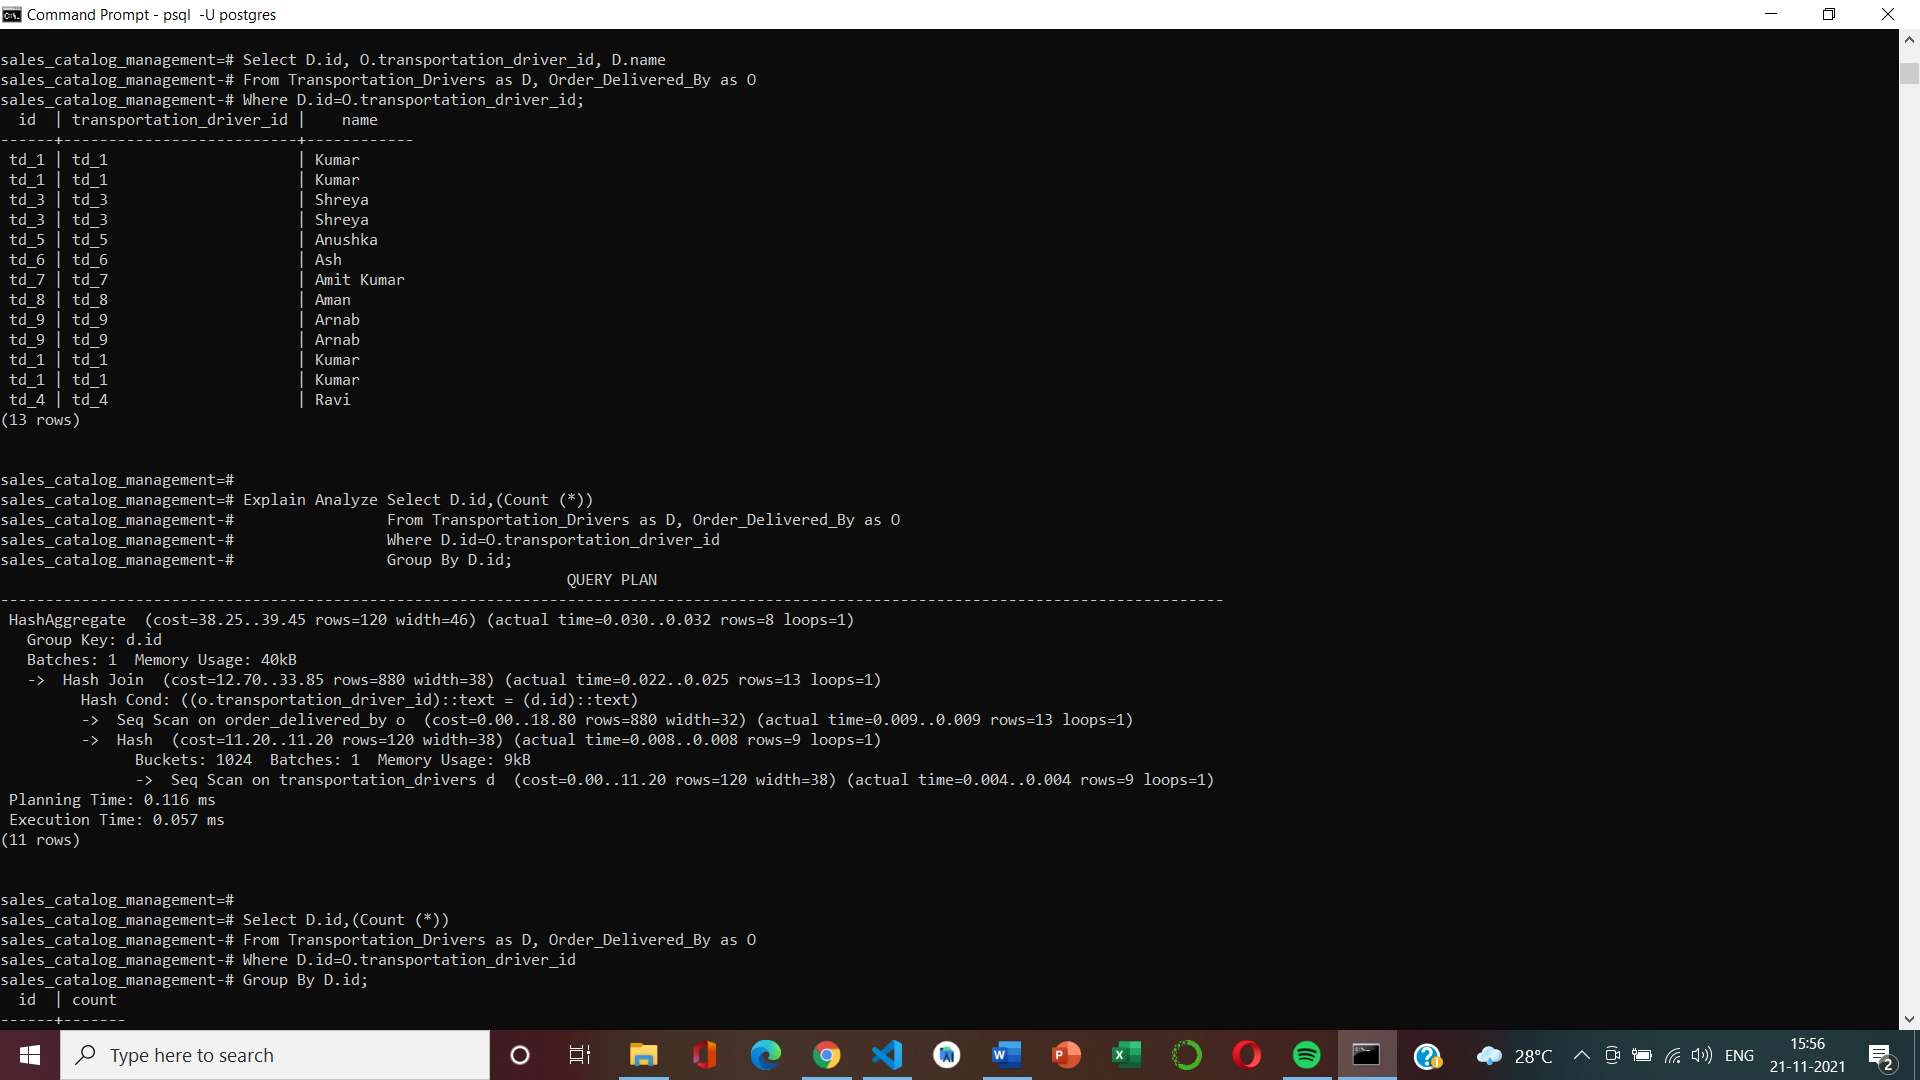 Command Prompt - psql  -U postgres
sales_catalog_management=# Select D.id, O.transportation_driver_id, D.name
sales_catalog_management-# From Transportation_Drivers as D, Order_Delivered_By as O
sales_catalog_management-# Where D.id=O.transportation_driver_id;
  id  | transportation_driver_id |    name
------+--------------------------+------------
 td_1 | td_1                     | Kumar
 td_1 | td_1                     | Kumar
 td_3 | td_3                     | Shreya
 td_3 | td_3                     | Shreya
 td_5 | td_5                     | Anushka
 td_6 | td_6                     | Ash
 td_7 | td_7                     | Amit Kumar
 td_8 | td_8                     | Aman
 td_9 | td_9                     | Arnab
 td_9 | td_9                     | Arnab
 td_1 | td_1                     | Kumar
 td_1 | td_1                     | Kumar
 td_4 | td_4                     | Ravi
(13 rows)
sales_catalog_management=#
sales_catalog_management=# Explain Analyze Select D.id,(Count (*))
sales_catalog_management-#                 From Transportation_Drivers as D, Order_Delivered_By as O
sales_catalog_management-#                 Where D.id=O.transportation_driver_id
sales_catalog_management-#                 Group By D.id;
                                                               QUERY PLAN
----------------------------------------------------------------------------------------------------------------------------------------
 HashAggregate  (cost=38.25..39.45 rows=120 width=46) (actual time=0.030..0.032 rows=8 loops=1)
   Group Key: d.id
   Batches: 1  Memory Usage: 40kB
   ->  Hash Join  (cost=12.70..33.85 rows=880 width=38) (actual time=0.022..0.025 rows=13 loops=1)
         Hash Cond: ((o.transportation_driver_id)::text = (d.id)::text)
         ->  Seq Scan on order_delivered_by o  (cost=0.00..18.80 rows=880 width=32) (actual time=0.009..0.009 rows=13 loops=1)
         ->  Hash  (cost=11.20..11.20 rows=120 width=38) (actual time=0.008..0.008 rows=9 loops=1)
               Buckets: 1024  Batches: 1  Memory Usage: 9kB
               ->  Seq Scan on transportation_drivers d  (cost=0.00..11.20 rows=120 width=38) (actual time=0.004..0.004 rows=9 loops=1)
 Planning Time: 0.116 ms
 Execution Time: 0.057 ms
(11 rows)
sales_catalog_management=#
sales_catalog_management=# Select D.id,(Count (*))
sales_catalog_management-# From Transportation_Drivers as D, Order_Delivered_By as O
sales_catalog_management-# Where D.id=O.transportation_driver_id
sales_catalog_management-# Group By D.id;
  id  | count
------+-------
Type here to search
28°C
ENG
15:56
21-11-2021
2